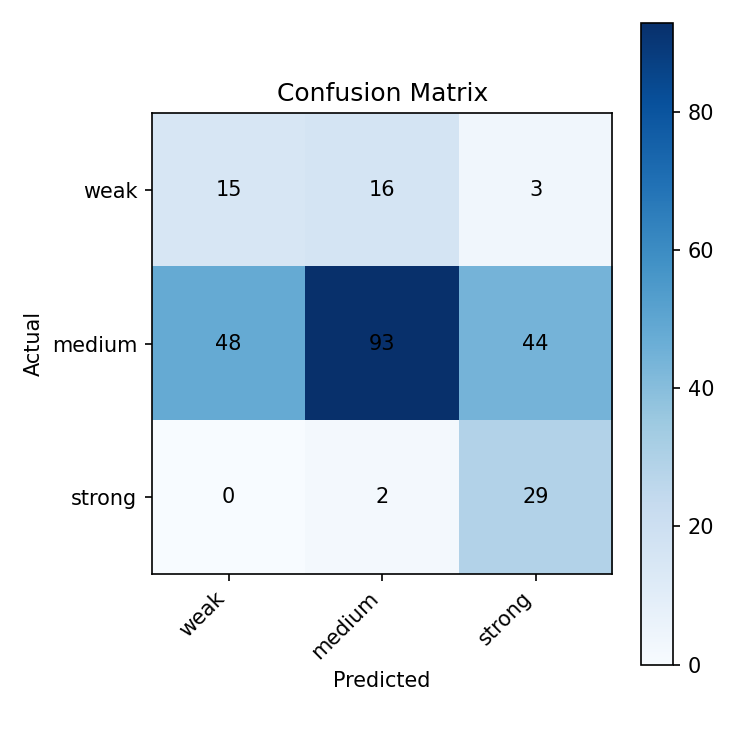 Confusion Matrix
weak 15 16 3
medium 48 93 44
strong 0 2 29
Actual
weak medium strong
Predicted
80
60
40
20
0